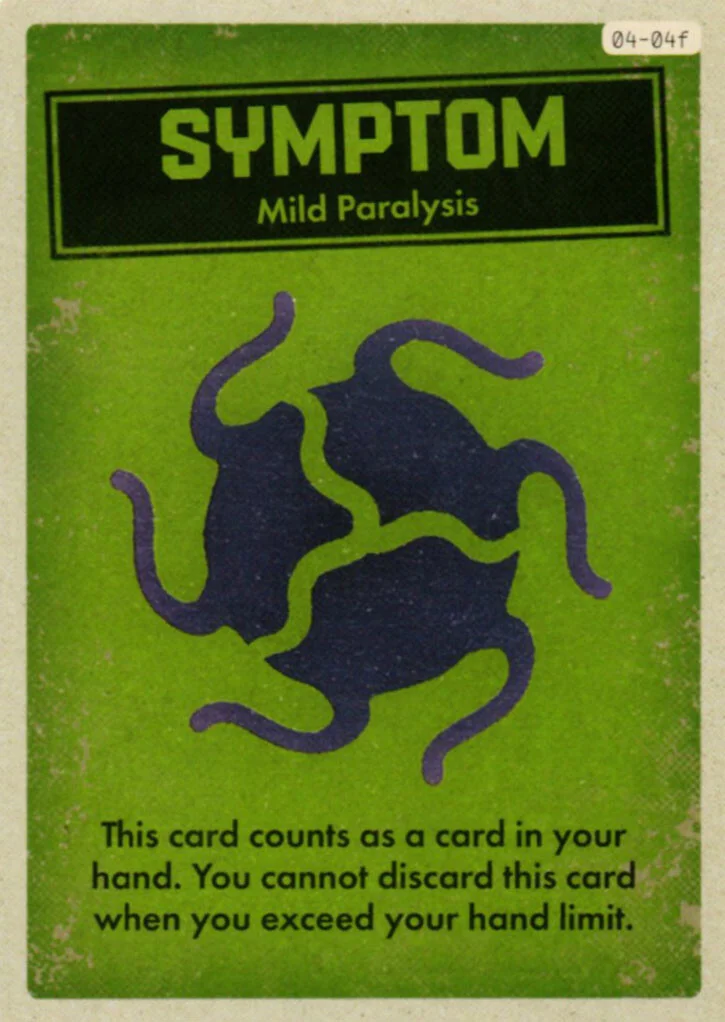 04-04f
SYMPTOM
Mild Paralysis
This card counts as a card in your
hand. You cannot discard this card
when you exceed your hand limit.